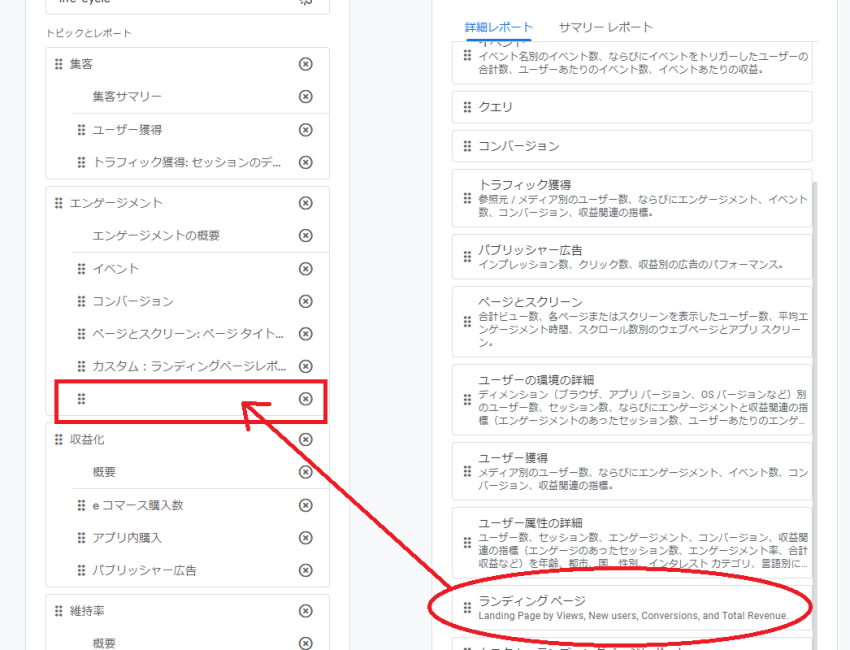 トピックとレポート
集客
集客サマリー
ユーザー獲得
トラフィック獲得: セッションのデ...
エンゲージメント
エンゲージメントの概要
イベント
コンバージョン
ページとスクリーン: ページ タイト...
カスタム：ランディングページレポ...
収益化
概要
e コマース購入数
アプリ内購入
パブリッシャー広告
維持率
概要
詳細レポート
サマリー レポート
イベント
イベント名別のイベント数、ならびにイベントをトリガーしたユーザーの
合計数、ユーザーあたりのイベント数、イベントあたりの収益。
クエリ
コンバージョン
トラフィック獲得
参照元 / メディア別のユーザー数、ならびにエンゲージメント、イベント
数、コンバージョン、収益関連の指標。
パブリッシャー広告
インプレッション数、クリック数、収益別の広告のパフォーマンス。
ページとスクリーン
合計ビュー数、各ページまたはスクリーンを表示したユーザー数、平均エ
ンゲージメント時間、スクロール数別のウェブページとアプリ スクリー
ン。
ユーザーの環境の詳細
ディメンション（ブラウザ、アプリ バージョン、OS バージョンなど）別
のユーザー数、セッション数、ならびにエンゲージメントと収益関連の指
標（エンゲージメントのあったセッション数、ユーザーあたりのエンゲ...
ユーザー獲得
メディア別のユーザー数、ならびにエンゲージメント、イベント数、コン
バージョン、収益関連の指標。
ユーザー属性の詳細
ユーザー数、セッション数、エンゲージメント、コンバージョン、収益関
連の指標（エンゲージのあったセッション数、エンゲージメント率、合計
収益など）を年齢、都市、国、性別、インタレスト カテゴリ、言語別に...
ランディング ページ
Landing Page by Views, New users, Conversions, and Total Revenue